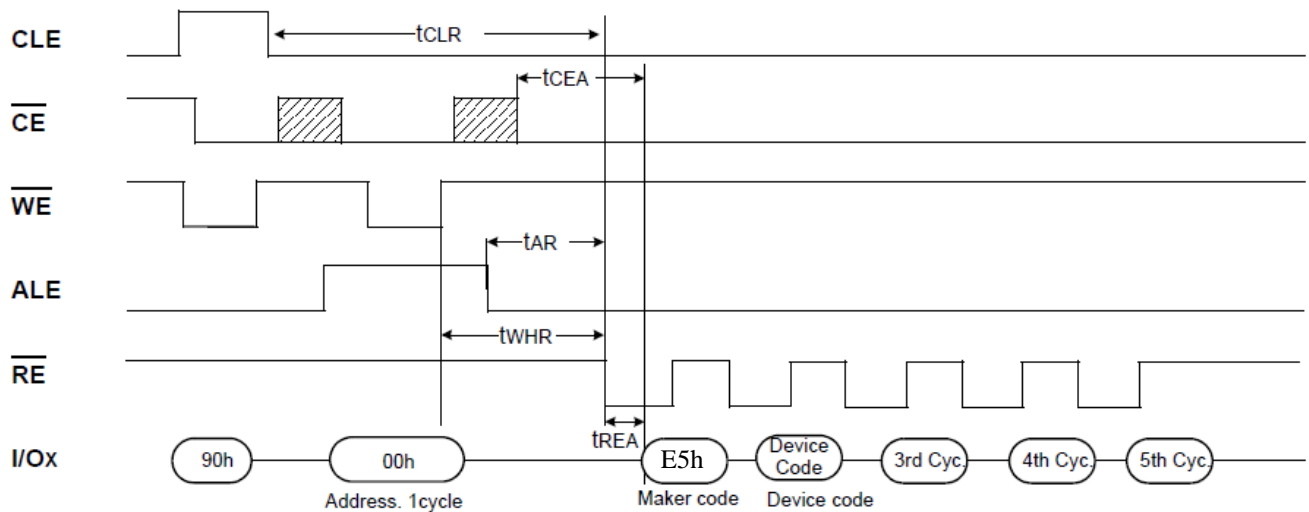 CLE
tCLR
tCEA
CE
WE
tAR
ALE
tWHR
RE
tREA
I/Ox
90h
00h
E5h
Device
Code
3rd Cyc.
4th Cyc.
5th Cyc.
Address. 1cycle
Maker code
Device code